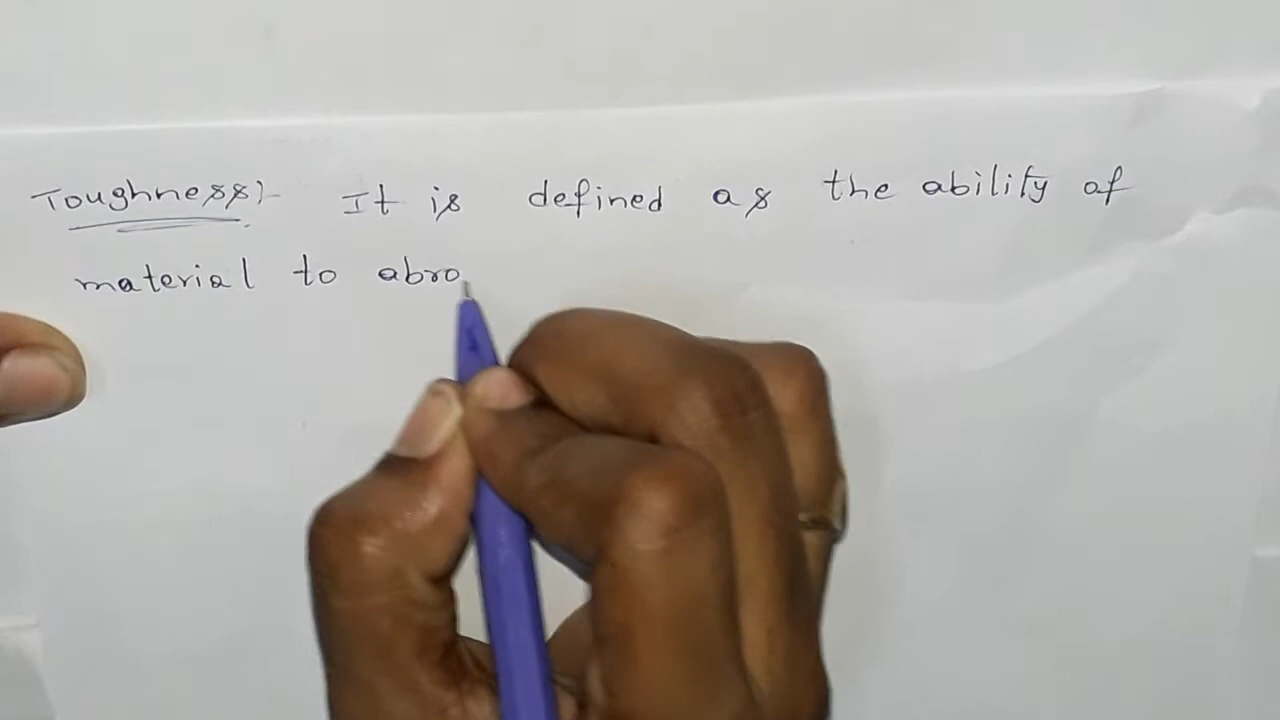 Toughness:- It is defined as the ability of
material to abro